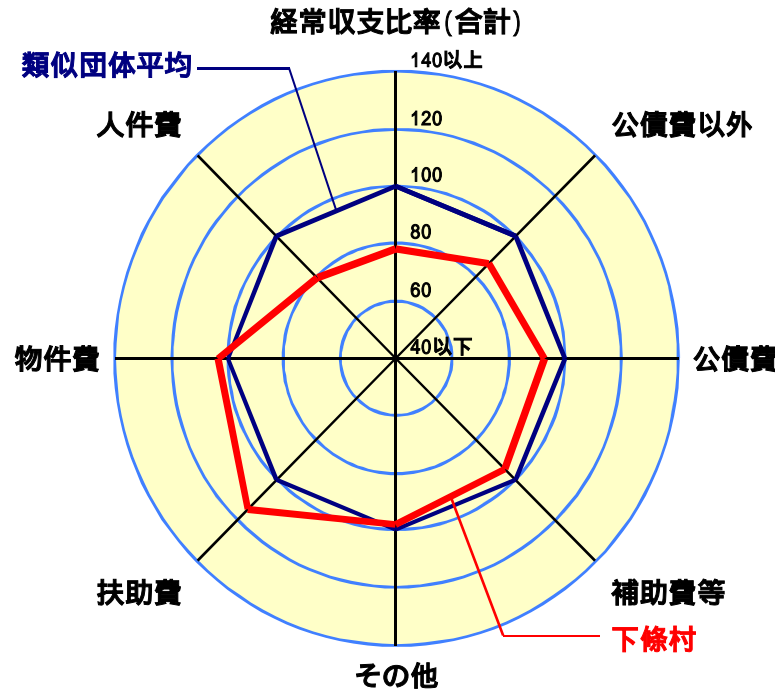 経常収支比率(合計)
類似団体平均
140以上
人件費
120
公債費以外
100
80
60
40以下
物件費
公債費
扶助費
補助費等
下條村
その他